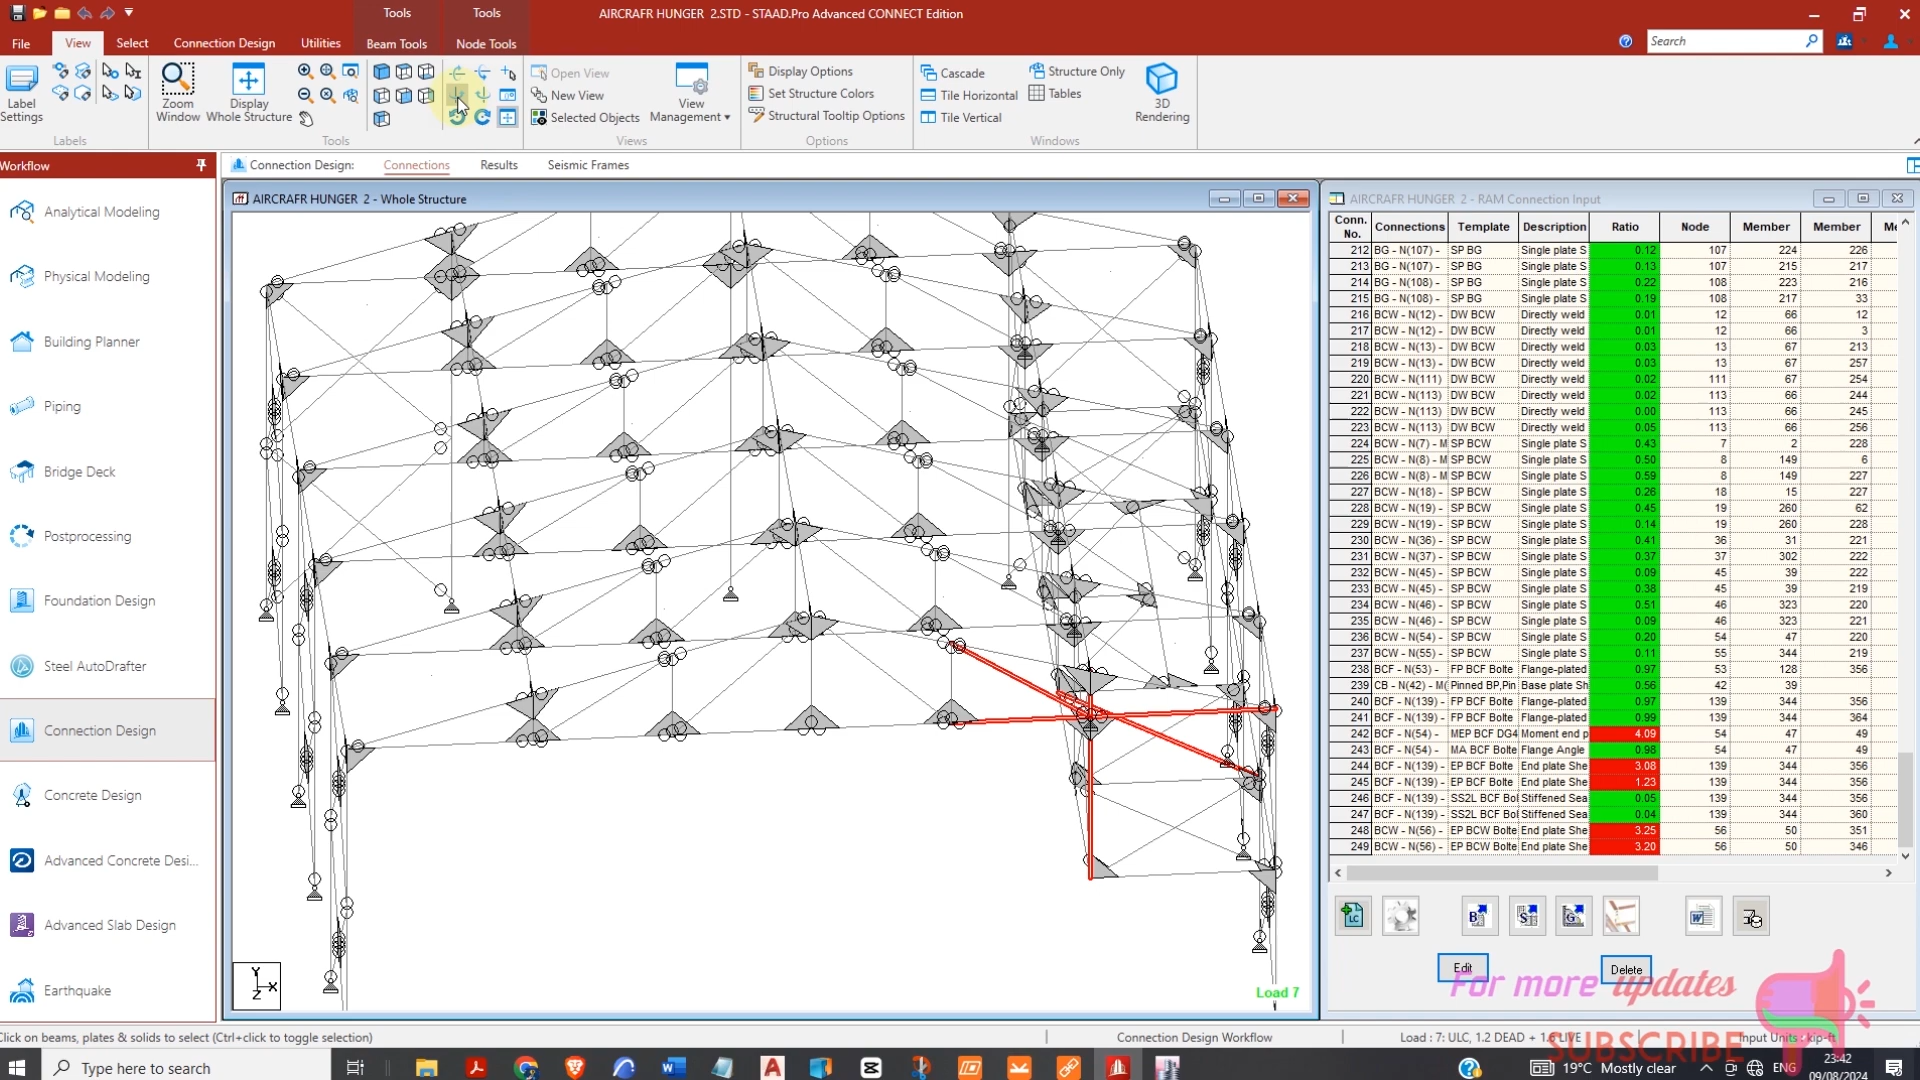 Tools
Tools
AIRCRAFR HUNGER 2.STD - STAAD.Pro Advanced CONNECT Edition
File
View
Select
Connection Design
Utilities
Beam Tools
Node Tools
Search
Label Settings
Zoom Window
Display Whole Structure
Open View
New View
Selected Objects
View Management
Display Options
Set Structure Colors
Structural Tooltip Options
Cascade
Tile Horizontal
Tile Vertical
Structure Only
Tables
3D Rendering
Labels
Tools
Views
Options
Windows
Workflow
Connection Design:
Connections
Results
Seismic Frames
Analytical Modeling
Physical Modeling
Building Planner
Piping
Bridge Deck
Postprocessing
Foundation Design
Steel AutoDrafter
Connection Design
Concrete Design
Advanced Concrete Desi...
Advanced Slab Design
Earthquake
AIRCRAFR HUNGER 2 - Whole Structure
Y
X
Z
Load 7
AIRCRAFR HUNGER 2 - RAM Connection Input
Conn. No. Connections Template Description Ratio Node Member Member Me
212 BG - N(107) - SP BG Single plate S 0.12 107 224 226
213 BG - N(107) - SP BG Single plate S 0.13 107 215 217
214 BG - N(108) - SP BG Single plate S 0.22 108 223 216
215 BG - N(108) - SP BG Single plate S 0.19 108 217 33
216 BCW - N(12) - DW BCW Directly weld 0.01 12 66 12
217 BCW - N(12) - DW BCW Directly weld 0.01 12 66 3
218 BCW - N(13) - DW BCW Directly weld 0.03 13 67 213
219 BCW - N(13) - DW BCW Directly weld 0.03 13 67 257
220 BCW - N(111) DW BCW Directly weld 0.02 111 67 254
221 BCW - N(113) DW BCW Directly weld 0.02 113 66 244
222 BCW - N(113) DW BCW Directly weld 0.00 113 66 245
223 BCW - N(113) DW BCW Directly weld 0.05 113 66 256
224 BCW - N(7) - M SP BCW Single plate S 0.43 7 2 228
225 BCW - N(8) - M SP BCW Single plate S 0.50 8 149 6
226 BCW - N(8) - M SP BCW Single plate S 0.59 8 149 227
227 BCW - N(18) - SP BCW Single plate S 0.26 18 15 227
228 BCW - N(19) - SP BCW Single plate S 0.45 19 260 62
229 BCW - N(19) - SP BCW Single plate S 0.14 19 260 228
230 BCW - N(36) - SP BCW Single plate S 0.41 36 31 221
231 BCW - N(37) - SP BCW Single plate S 0.37 37 302 222
232 BCW - N(45) - SP BCW Single plate S 0.09 45 39 222
233 BCW - N(45) - SP BCW Single plate S 0.38 45 39 219
234 BCW - N(46) - SP BCW Single plate S 0.51 46 323 220
235 BCW - N(46) - SP BCW Single plate S 0.09 46 323 221
236 BCW - N(54) - SP BCW Single plate S 0.20 54 47 220
237 BCW - N(55) - SP BCW Single plate S 0.11 55 344 219
238 BCF - N(53) - FP BCF Bolte Flange-plated 0.97 53 128 356
239 CB - N(42) - M( Pinned BP,Pin Base plate Sh 0.56 42 39
240 BCF - N(139) - FP BCF Bolte Flange-plated 0.97 139 344 356
241 BCF - N(139) - FP BCF Bolte Flange-plated 0.99 139 344 364
242 BCF - N(54) - MEP BCF DG4 Moment end p 4.09 54 47 49
243 BCF - N(54) - MA BCF Bolte Flange Angle 0.98 54 47 49
244 BCF - N(139) - EP BCF Bolte End plate She 3.08 139 344 356
245 BCF - N(139) - EP BCF Bolte End plate She 1.23 139 344 356
246 BCF - N(139) - SS2L BCF Bol Stiffened Sea 0.05 139 344 356
247 BCF - N(139) - SS2L BCF Bol Stiffened Sea 0.04 139 344 360
248 BCW - N(56) - EP BCW Bolte End plate She 3.25 56 50 351
249 BCW - N(56) - EP BCW Bolte End plate She 3.20 56 50 346
Edit
Delete
For more updates
SUBSCRIBE
Click on beams, plates & solids to select (Ctrl+click to toggle selection)
Connection Design Workflow
Load : 7: ULC, 1.2 DEAD + 1.6 LIVE
Input Units : kip-ft
Type here to search
19°C Mostly clear
ENG
23:42
09/08/2024